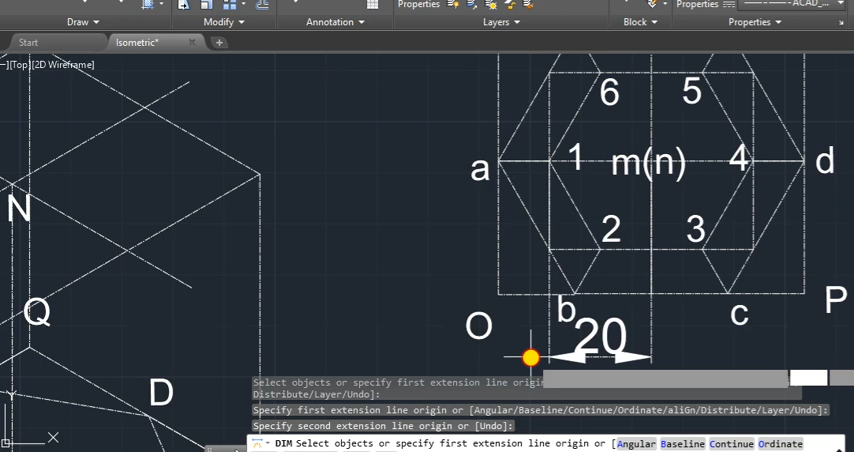 Properties
Properties
ACAD_...
Draw
Modify
Annotation
Layers
Block
Properties
Start
Isometric*
][Top][2D Wireframe]
6
5
a
1
m(n)
4
d
N
2
3
Q
O
b
c
P
20
D
Y
X
Select objects or specify first extension line origin
Distribute/Layer/Undo]:
Specify first extension line origin or [Angular/Baseline/Continue/Ordinate/aliGn/Distribute/Layer/Undo]:
Specify second extension line origin or [Undo]:
DIM Select objects or specify first extension line origin or [Angular Baseline Continue Ordinate